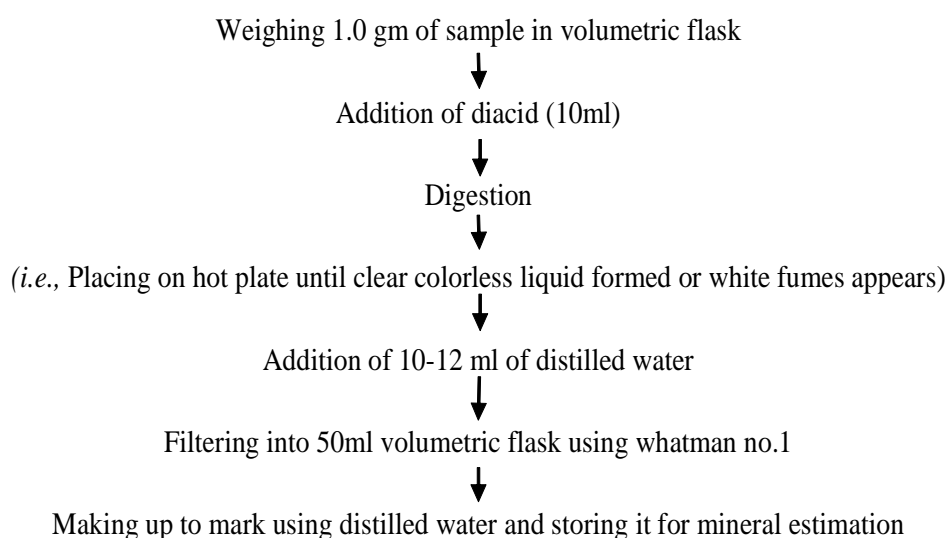 Weighing 1.0 gm of sample in volumetric flask
Addition of diacid (10ml)
Digestion
(i.e., Placing on hot plate until clear colorless liquid formed or white fumes appears)
Addition of 10-12 ml of distilled water
Filtering into 50ml volumetric flask using whatman no.1
Making up to mark using distilled water and storing it for mineral estimation